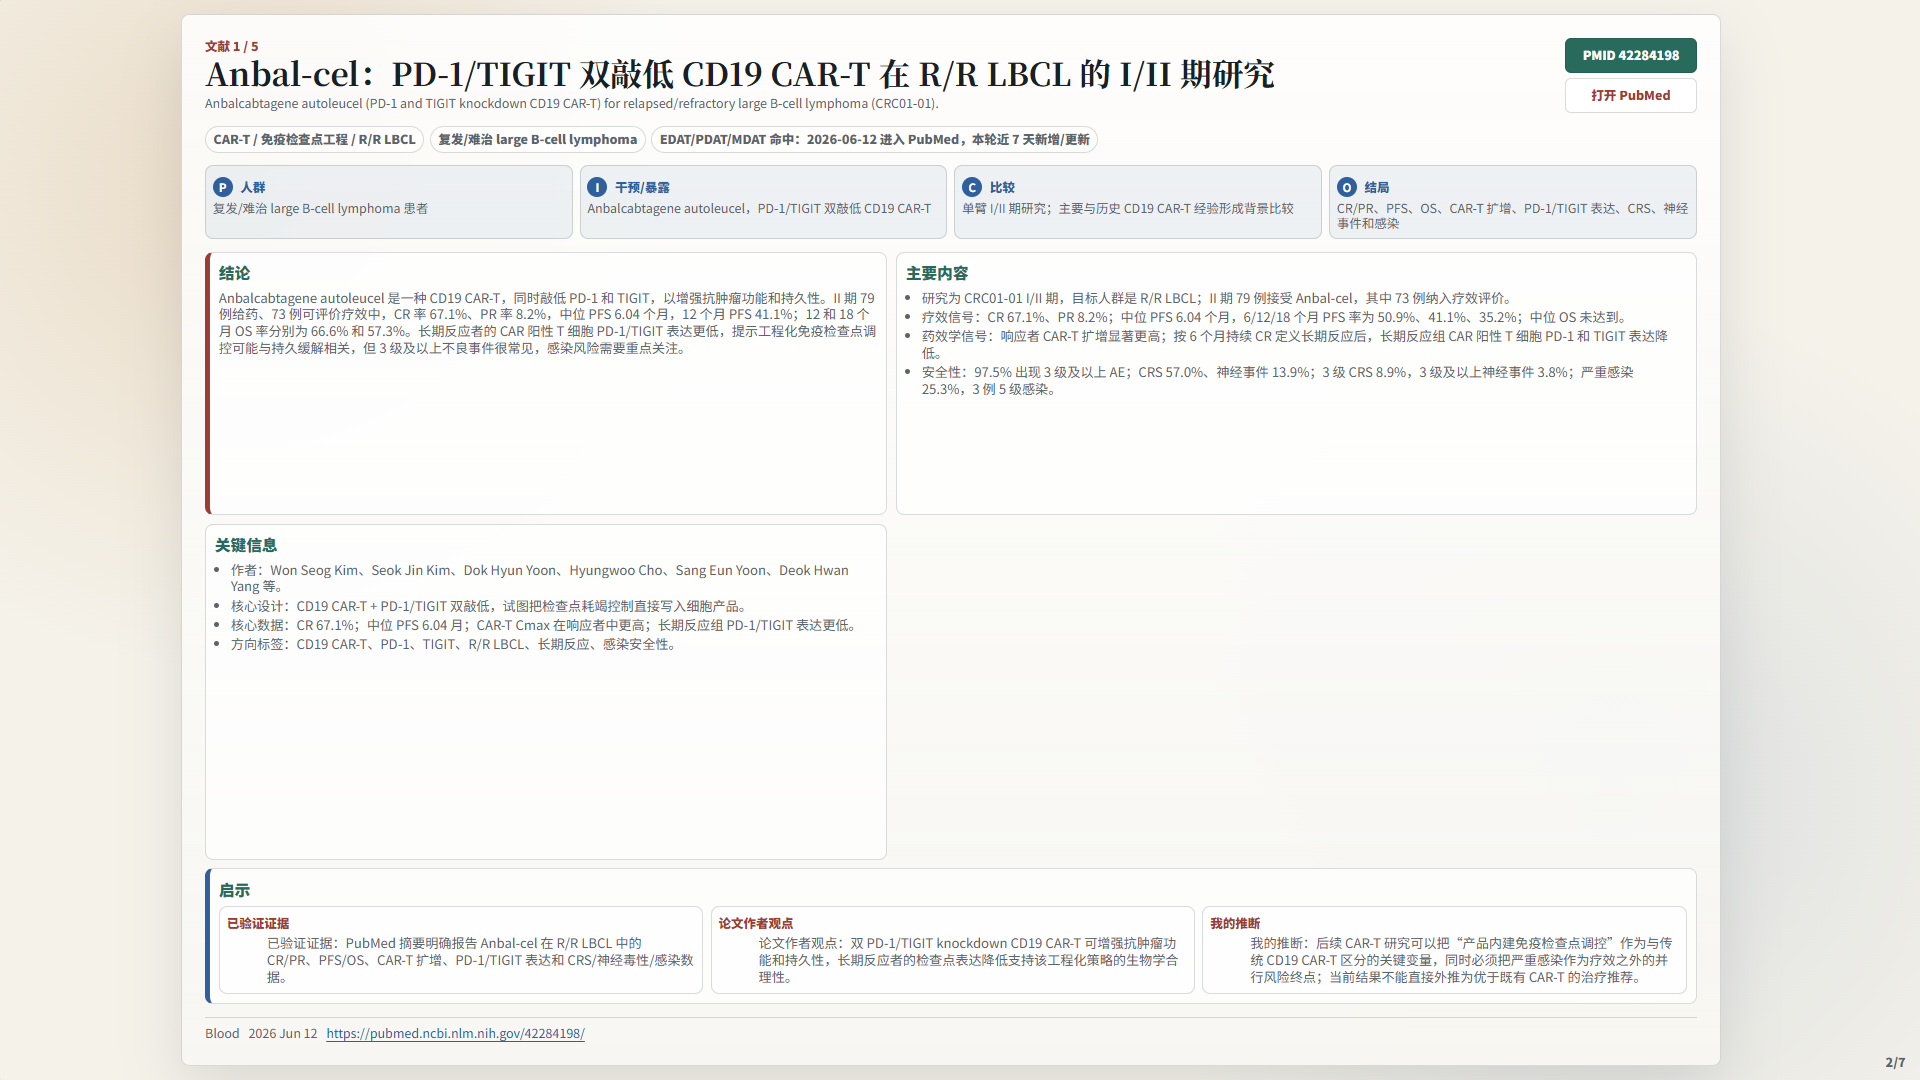 文献 1 / 5
Anbal-cel：PD-1/TIGIT 双敲低 CD19 CAR-T 在 R/R LBCL 的 I/II 期研究
Anbalcabtagene autoleucel (PD-1 and TIGIT knockdown CD19 CAR-T) for relapsed/refractory large B-cell lymphoma (CRC01-01).
PMID 42284198
打开 PubMed
CAR-T / 免疫检查点工程 / R/R LBCL
复发/难治 large B-cell lymphoma
EDAT/PDAT/MDAT 命中：2026-06-12 进入 PubMed，本轮近 7 天新增/更新
P 人群
复发/难治 large B-cell lymphoma 患者
I 干预/暴露
Anbalcabtagene autoleucel，PD-1/TIGIT 双敲低 CD19 CAR-T
C 比较
单臂 I/II 期研究；主要与历史 CD19 CAR-T 经验形成背景比较
O 结局
CR/PR、PFS、OS、CAR-T 扩增、PD-1/TIGIT 表达、CRS、神经
事件和感染
结论
Anbalcabtagene autoleucel 是一种 CD19 CAR-T，同时敲低 PD-1 和 TIGIT，以增强抗肿瘤功能和持久性。II 期 79
例给药、73 例可评价疗效中，CR 率 67.1%、PR 率 8.2%，中位 PFS 6.04 个月，12 个月 PFS 41.1%；12 和 18 个
月 OS 率分别为 66.6% 和 57.3%。长期反应者的 CAR 阳性 T 细胞 PD-1/TIGIT 表达更低，提示工程化免疫检查点调
控可能与持久缓解相关，但 3 级及以上不良事件很常见，感染风险需要重点关注。
主要内容
• 研究为 CRC01-01 I/II 期，目标人群是 R/R LBCL；II 期 79 例接受 Anbal-cel，其中 73 例纳入疗效评价。
• 疗效信号：CR 67.1%、PR 8.2%；中位 PFS 6.04 个月，6/12/18 个月 PFS 率为 50.9%、41.1%、35.2%；中位 OS 未达到。
• 药效学信号：响应者 CAR-T 扩增显著更高；按 6 个月持续 CR 定义长期反应后，长期反应组 CAR 阳性 T 细胞 PD-1 和 TIGIT 表达降
低。
• 安全性：97.5% 出现 3 级及以上 AE；CRS 57.0%、神经事件 13.9%；3 级 CRS 8.9%，3 级及以上神经事件 3.8%；严重感染
25.3%，3 例 5 级感染。
关键信息
• 作者：Won Seog Kim、Seok Jin Kim、Dok Hyun Yoon、Hyungwoo Cho、Sang Eun Yoon、Deok Hwan
Yang 等。
• 核心设计：CD19 CAR-T + PD-1/TIGIT 双敲低，试图把检查点耗竭控制直接写入细胞产品。
• 核心数据：CR 67.1%；中位 PFS 6.04 月；CAR-T Cmax 在响应者中更高；长期反应组 PD-1/TIGIT 表达更低。
• 方向标签：CD19 CAR-T、PD-1、TIGIT、R/R LBCL、长期反应、感染安全性。
启示
已验证证据
已验证证据：PubMed 摘要明确报告 Anbal-cel 在 R/R LBCL 中的
CR/PR、PFS/OS、CAR-T 扩增、PD-1/TIGIT 表达和 CRS/神经毒性/感染数
据。
论文作者观点
论文作者观点：双 PD-1/TIGIT knockdown CD19 CAR-T 可增强抗肿瘤功
能和持久性，长期反应者的检查点表达降低支持该工程化策略的生物学合
理性。
我的推断
我的推断：后续 CAR-T 研究可以把“产品内建免疫检查点调控”作为与传
统 CD19 CAR-T 区分的关键变量，同时必须把严重感染作为疗效之外的并
行风险终点；当前结果不能直接外推为优于既有 CAR-T 的治疗推荐。
Blood 2026 Jun 12 https://pubmed.ncbi.nlm.nih.gov/42284198/
2/7